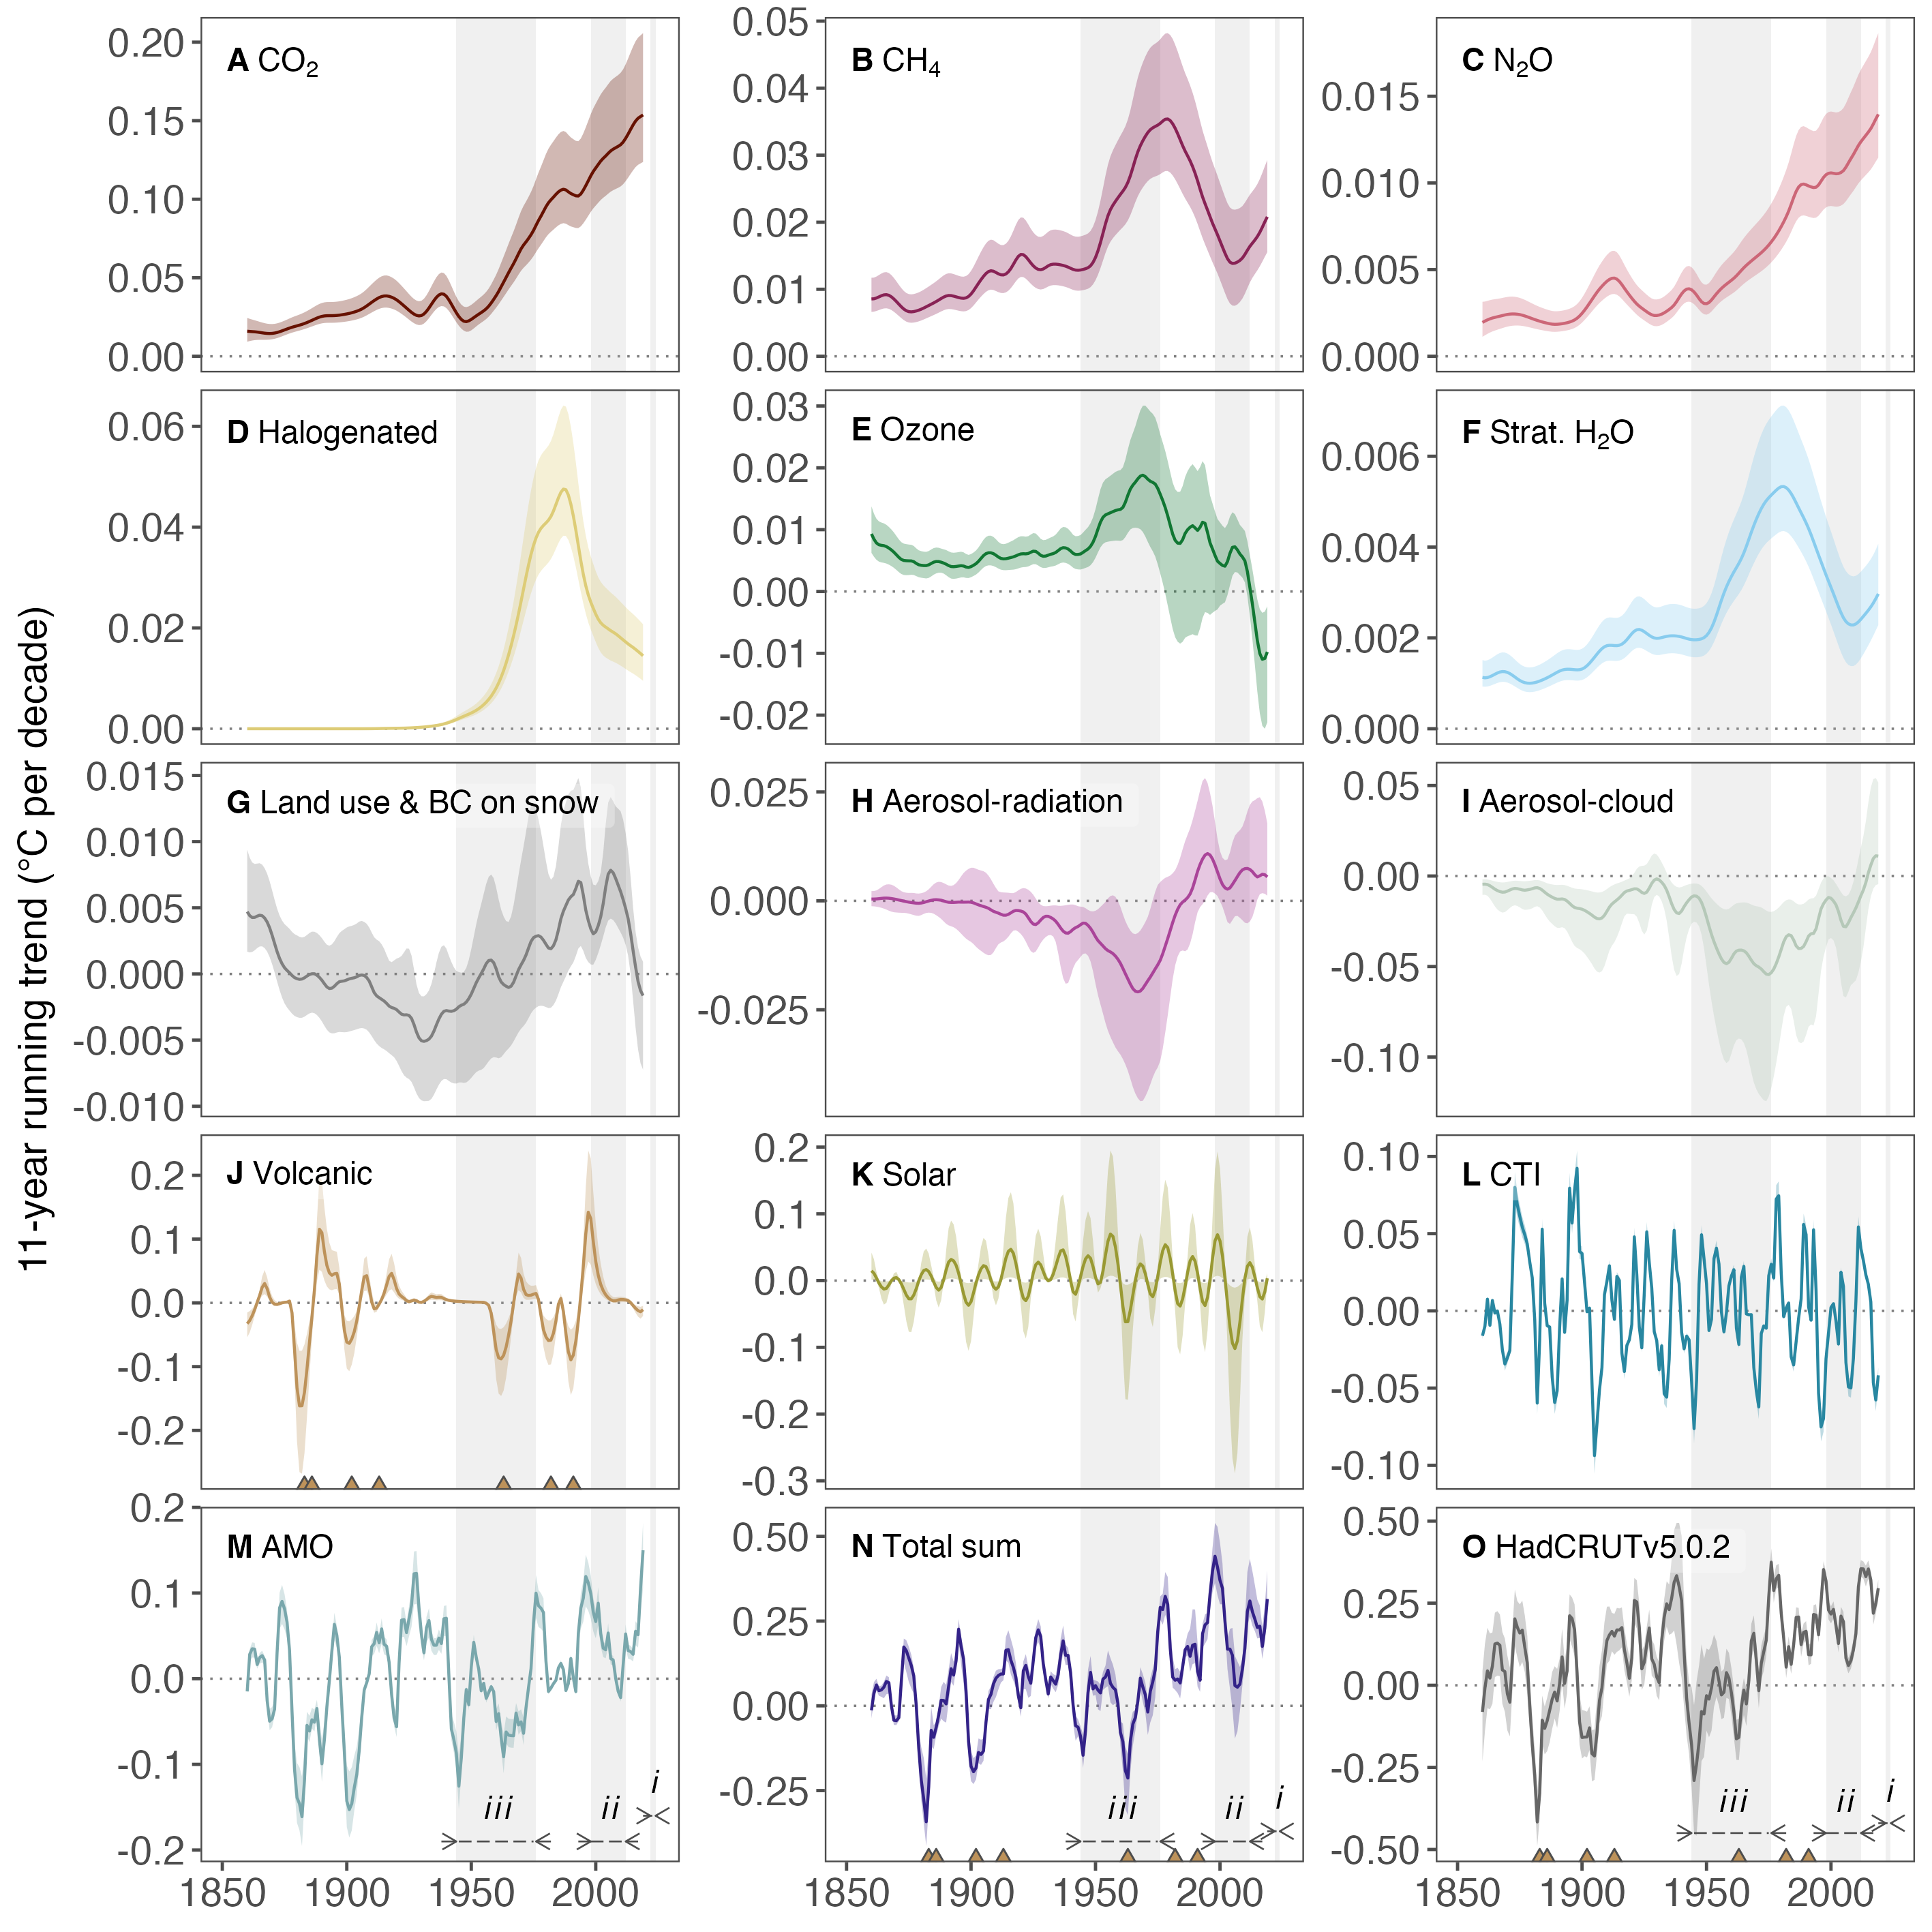 11-year running trend (°C per decade)
A CO₂
0.20
0.15
0.10
0.05
0.00
B CH₄
0.05
0.04
0.03
0.02
0.01
0.00
C N₂O
0.015
0.010
0.005
0.000
D Halogenated
0.06
0.04
0.02
0.00
E Ozone
0.03
0.02
0.01
0.00
-0.01
-0.02
F Strat. H₂O
0.006
0.004
0.002
0.000
G Land use & BC on snow
0.015
0.010
0.005
0.000
-0.005
-0.010
H Aerosol-radiation
0.025
0.000
-0.025
I Aerosol-cloud
0.05
0.00
-0.05
-0.10
J Volcanic
0.2
0.1
0.0
-0.1
-0.2
K Solar
0.2
0.1
0.0
-0.1
-0.2
-0.3
L CTI
0.10
0.05
0.00
-0.05
-0.10
M AMO
0.2
0.1
0.0
-0.1
-0.2
iii
ii
i
1850 1900 1950 2000
N Total sum
0.50
0.25
0.00
-0.25
iii
ii
i
1850 1900 1950 2000
O HadCRUTv5.0.2
0.50
0.25
0.00
-0.25
-0.50
iii
ii
i
1850 1900 1950 2000